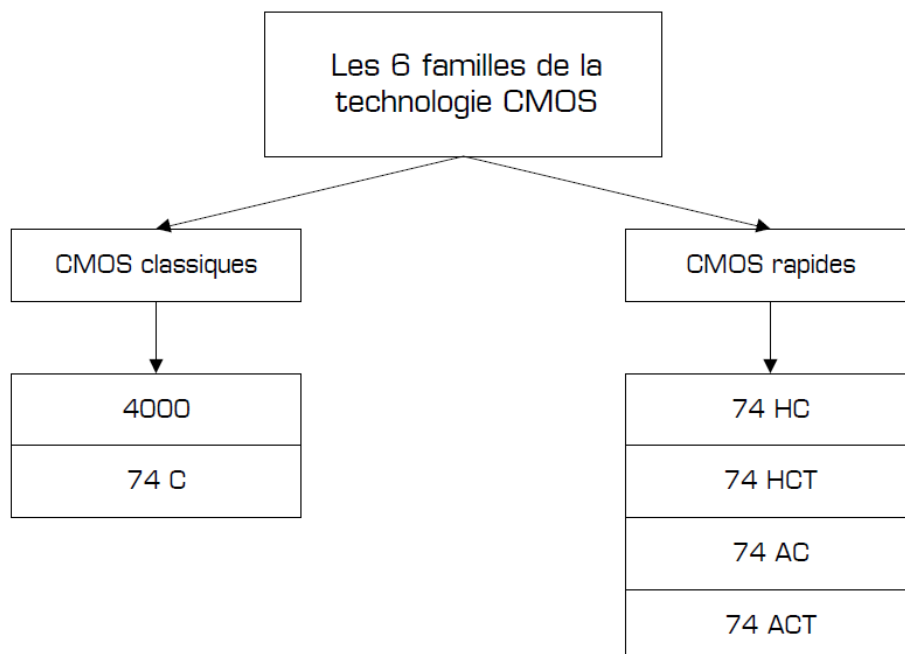 Les 6 familles de la
technologie CMOS
CMOS classiques
CMOS rapides
4000
74 C
74 HC
74 HCT
74 AC
74 ACT